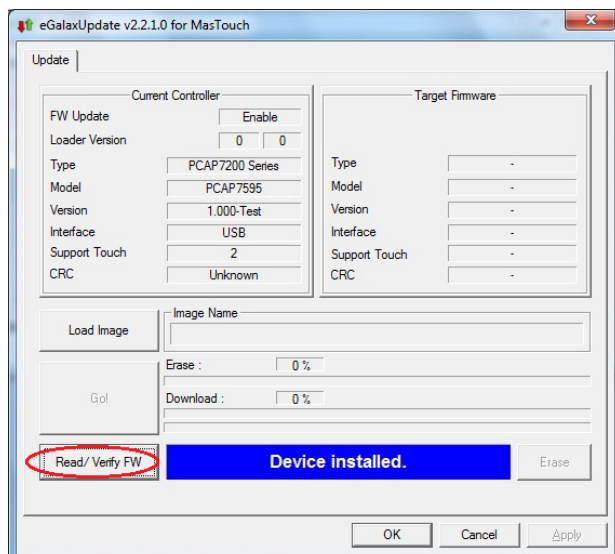 eGalaxUpdate v2.2.1.0 for MasTouch
Update
Current Controller
FW Update Enable
Loader Version 0 0
Type PCAP7200 Series
Model PCAP7595
Version 1.000-Test
Interface USB
Support Touch 2
CRC Unknown
Target Firmware
Type -
Model -
Version -
Interface -
Support Touch -
CRC -
Load Image
Image Name
Go!
Erase : 0 %
Download : 0 %
Read/ Verify FW
Device installed.
Erase
OK
Cancel
Apply